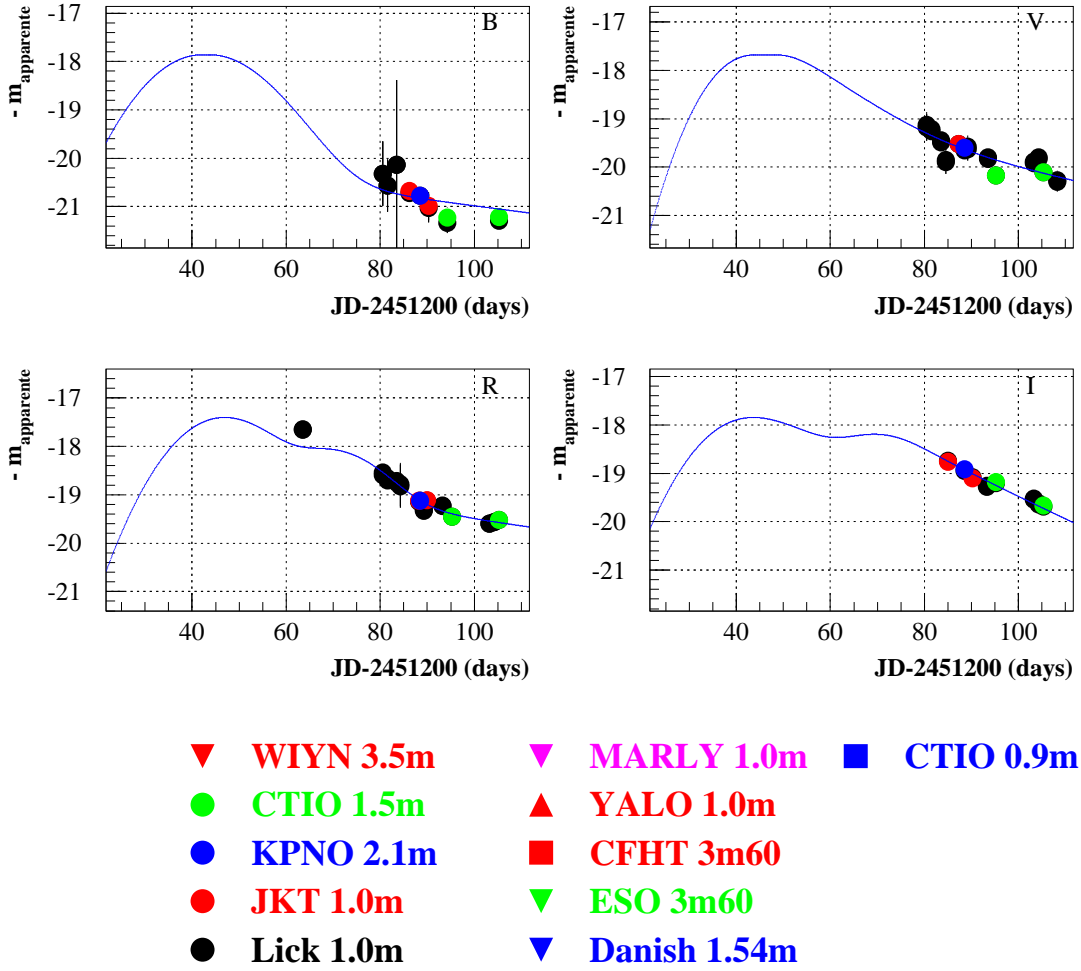 B
- m apparente
-17
-18
-19
-20
-21
40 60 80 100
JD-2451200 (days)
V
- m apparente
-17
-18
-19
-20
-21
40 60 80 100
JD-2451200 (days)
R
- m apparente
-17
-18
-19
-20
-21
40 60 80 100
JD-2451200 (days)
I
- m apparente
-17
-18
-19
-20
-21
40 60 80 100
JD-2451200 (days)
WIYN 3.5m
CTIO 1.5m
KPNO 2.1m
JKT 1.0m
Lick 1.0m
MARLY 1.0m
YALO 1.0m
CFHT 3m60
ESO 3m60
Danish 1.54m
CTIO 0.9m